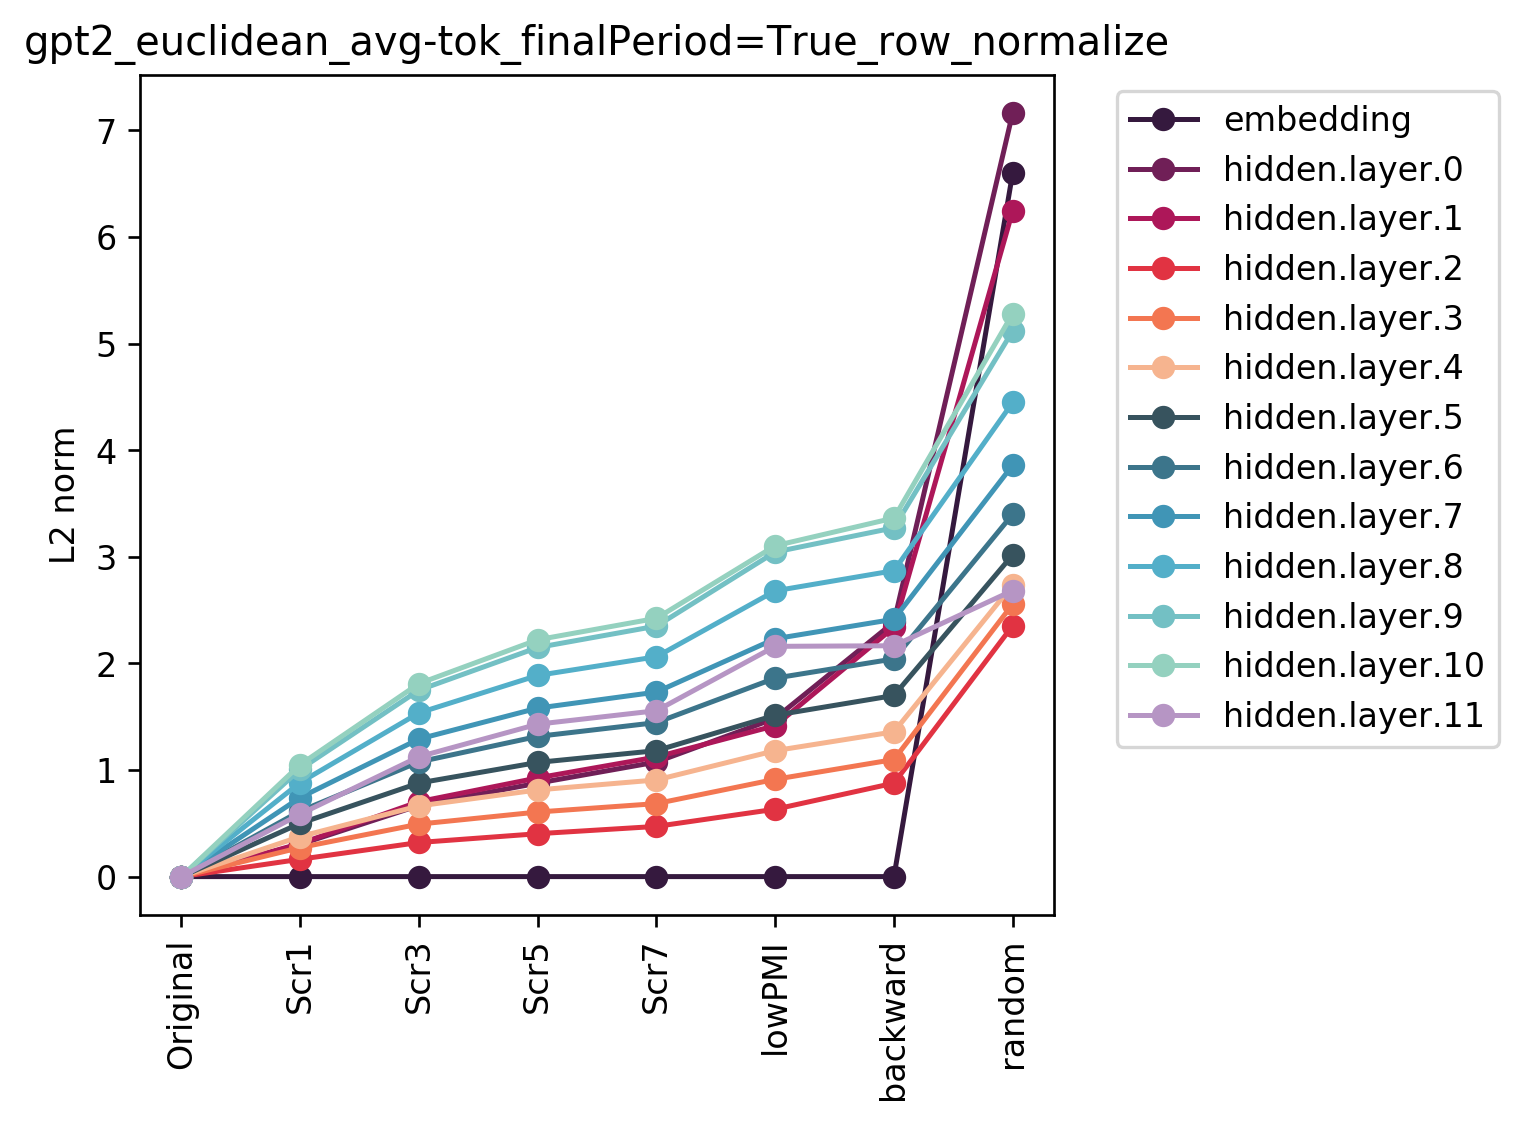 gpt2_euclidean_avg-tok_finalPeriod=True_row_normalize
L2 norm
7
6
5
4
3
2
1
0
Original
Scr1
Scr3
Scr5
Scr7
lowPMI
backward
random
embedding
hidden.layer.0
hidden.layer.1
hidden.layer.2
hidden.layer.3
hidden.layer.4
hidden.layer.5
hidden.layer.6
hidden.layer.7
hidden.layer.8
hidden.layer.9
hidden.layer.10
hidden.layer.11